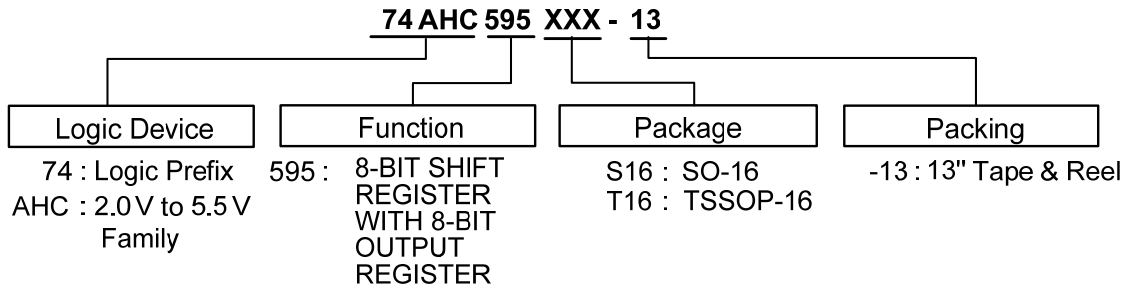 74 AHC 595 XXX - 13
Logic Device
74 : Logic Prefix
AHC : 2.0 V to 5.5 V
Family
Function
595 : 8-BIT SHIFT
REGISTER
WITH 8-BIT
OUTPUT
REGISTER
Package
S16 : SO-16
T16 : TSSOP-16
Packing
-13 : 13" Tape & Reel